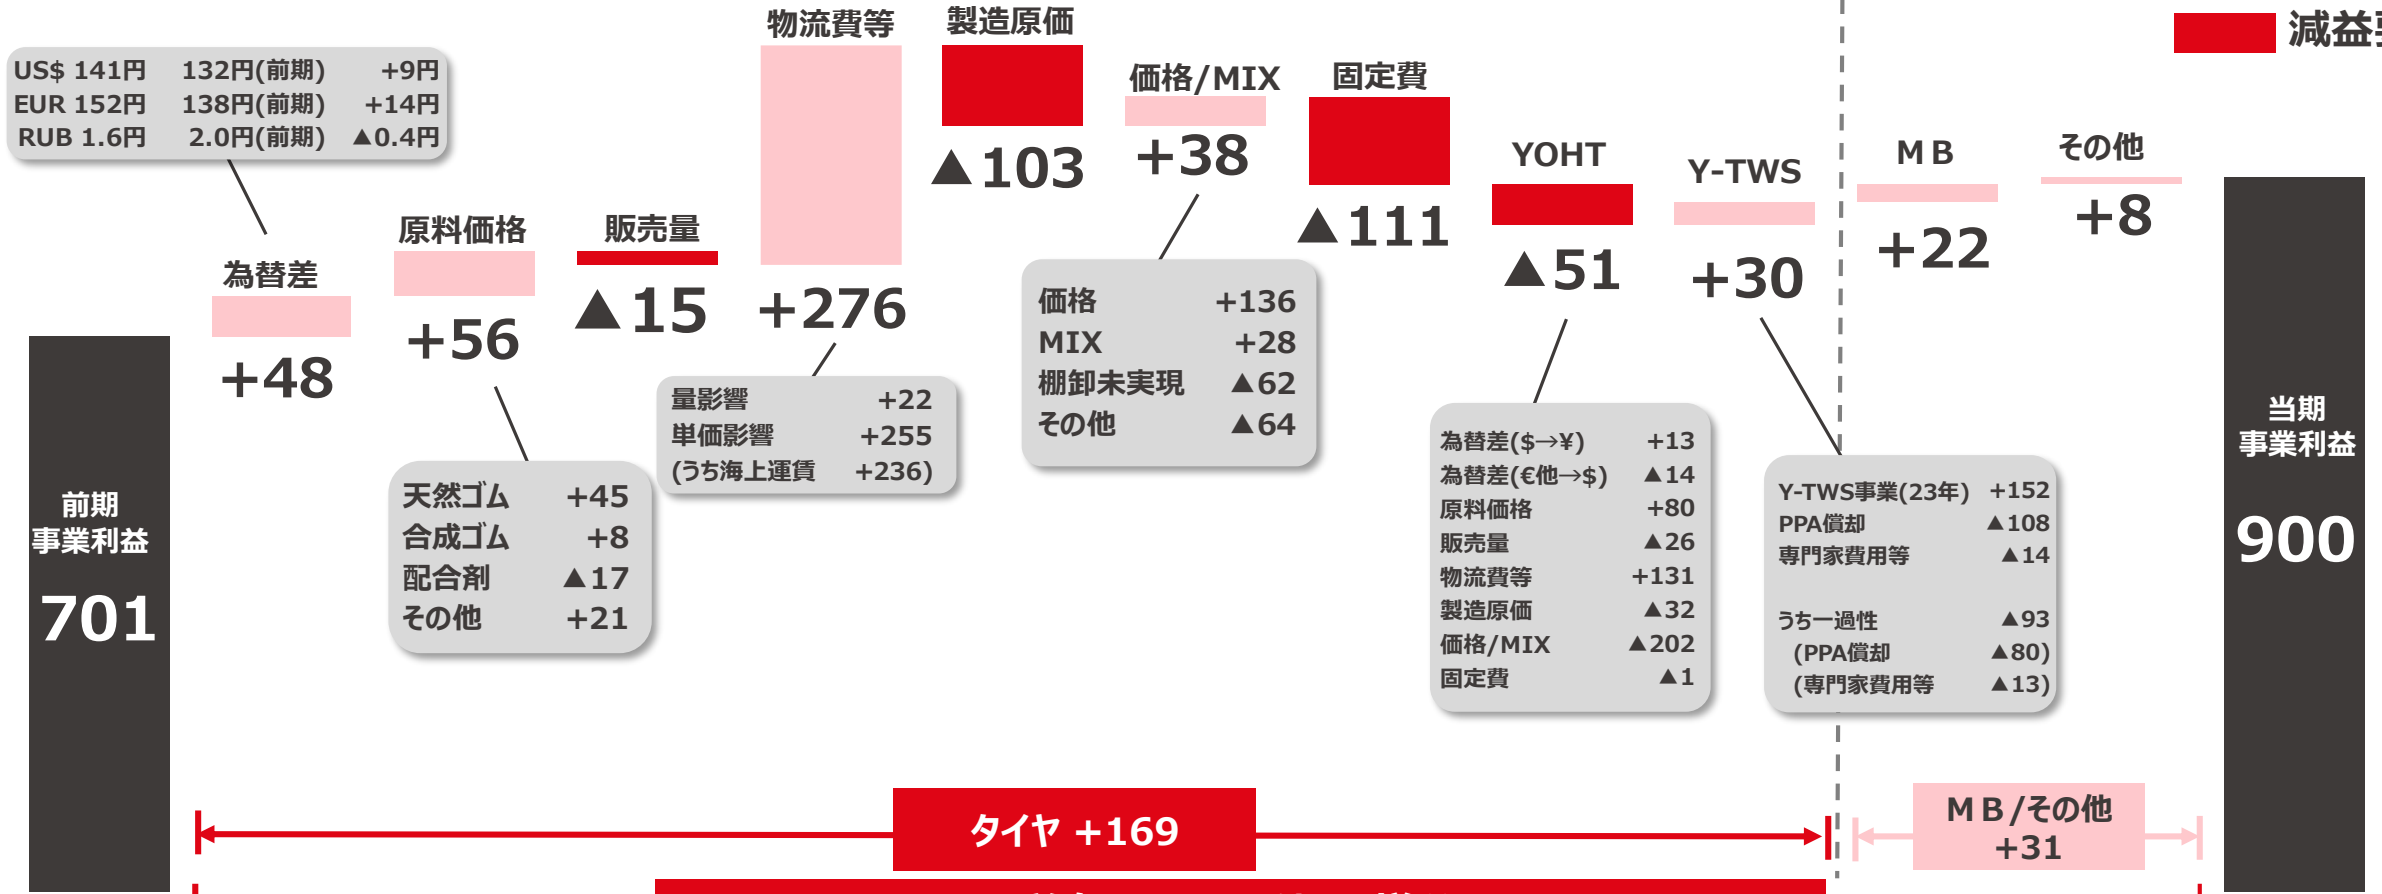 減益
US$ 141円 132円(前期) +9円
EUR 152円 138円(前期) +14円
RUB 1.6円 2.0円(前期) ▲0.4円
為替差
+48
原料価格
+56
販売量
▲15
物流費等
+276
製造原価
▲103
価格/MIX
+38
固定費
▲111
YOHT
▲51
Y-TWS
+30
ＭＢ
+22
その他
+8
前期
事業利益
701
天然ゴム +45
合成ゴム +8
配合剤 ▲17
その他 +21
量影響 +22
単価影響 +255
(うち海上運賃 +236)
価格 +136
MIX +28
棚卸未実現 ▲62
その他 ▲64
為替差($→¥) +13
為替差(€他→$) ▲14
原料価格 +80
販売量 ▲26
物流費等 +131
製造原価 ▲32
価格/MIX ▲202
固定費 ▲1
Y-TWS事業(23年) +152
PPA償却 ▲108
専門家費用等 ▲14
うち一過性 ▲93
(PPA償却 ▲80)
(専門家費用等 ▲13)
当期
事業利益
900
タイヤ +169
ＭＢ/その他
+31